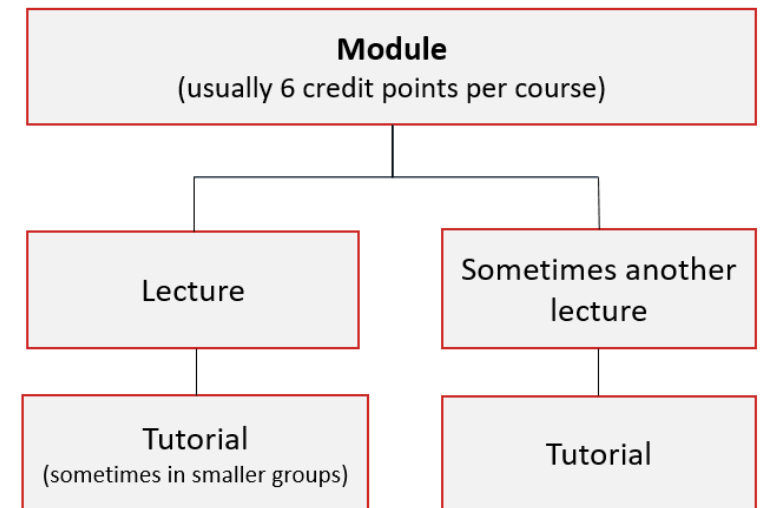 Module
(usually 6 credit points per course)
Lecture
Sometimes another
lecture
Tutorial
(sometimes in smaller groups)
Tutorial